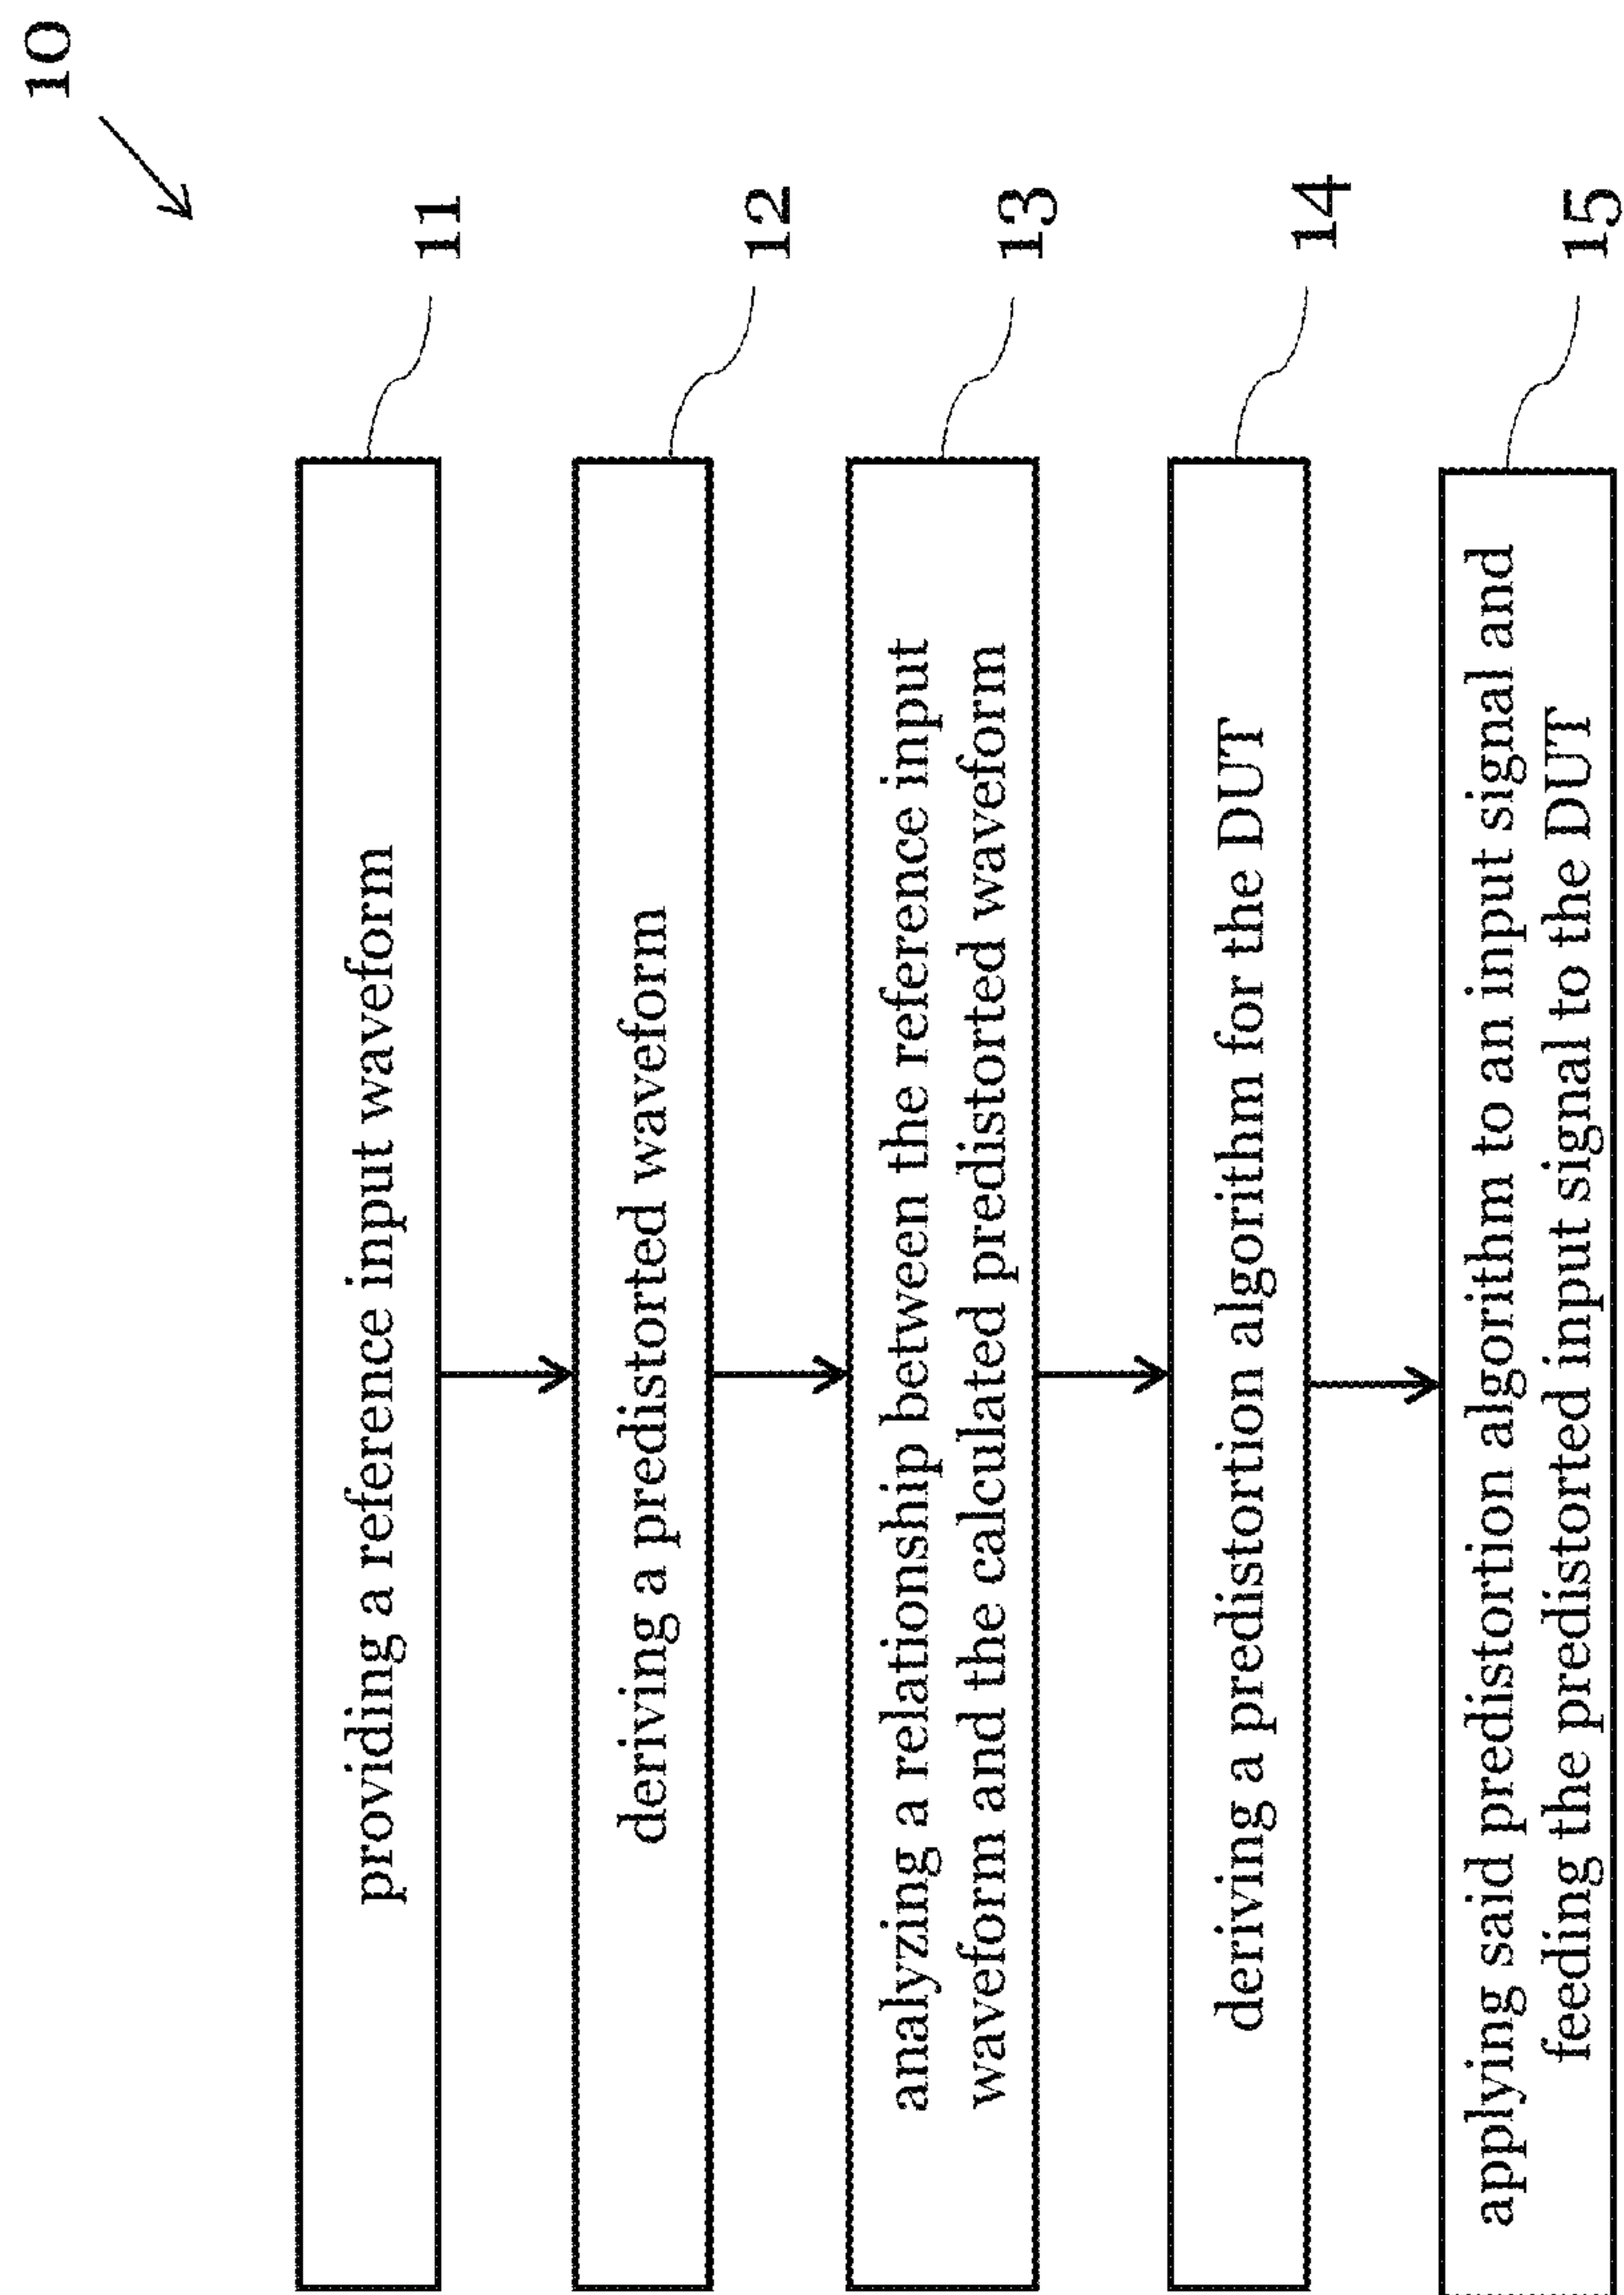 10
providing a reference input waveform
11
deriving a predistorted waveform
12
analyzing a relationship between the reference input
waveform and the calculated predistorted waveform
13
deriving a predistortion algorithm for the DUT
14
applying said predistortion algorithm to an input signal and
feeding the predistorted input signal to the DUT
15